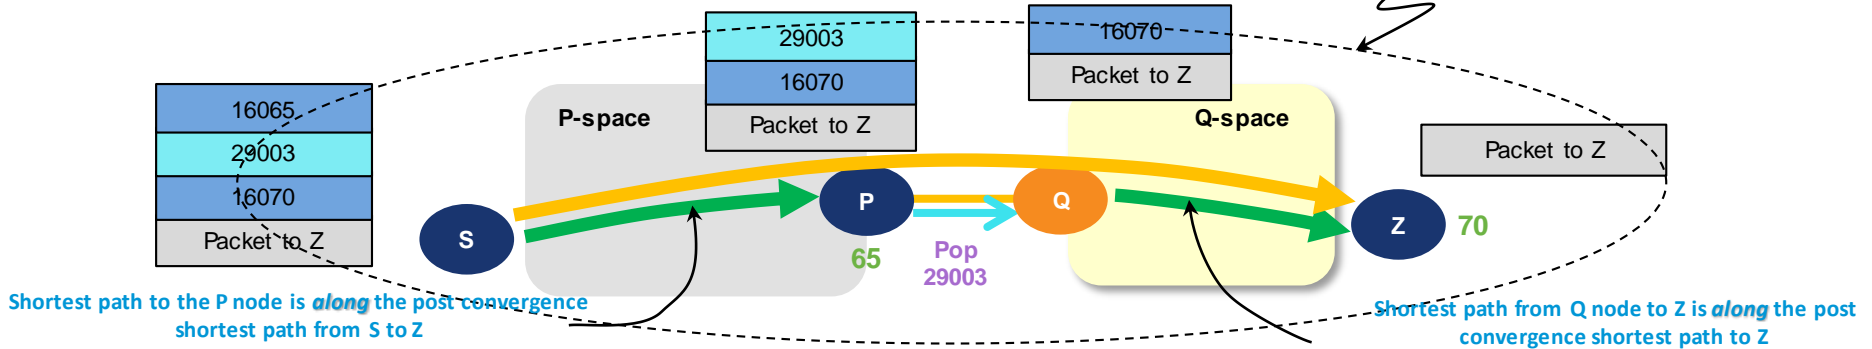 29003
16070
Packet to Z
16070
Packet to Z
16065
29003
16070
Packet to Z
P-space
Q-space
Packet to Z
S
P
Q
Z
70
65
Pop
29003
Shortest path to the P node is along the post convergence
shortest path from S to Z
Shortest path from Q node to Z is along the post
convergence shortest path to Z